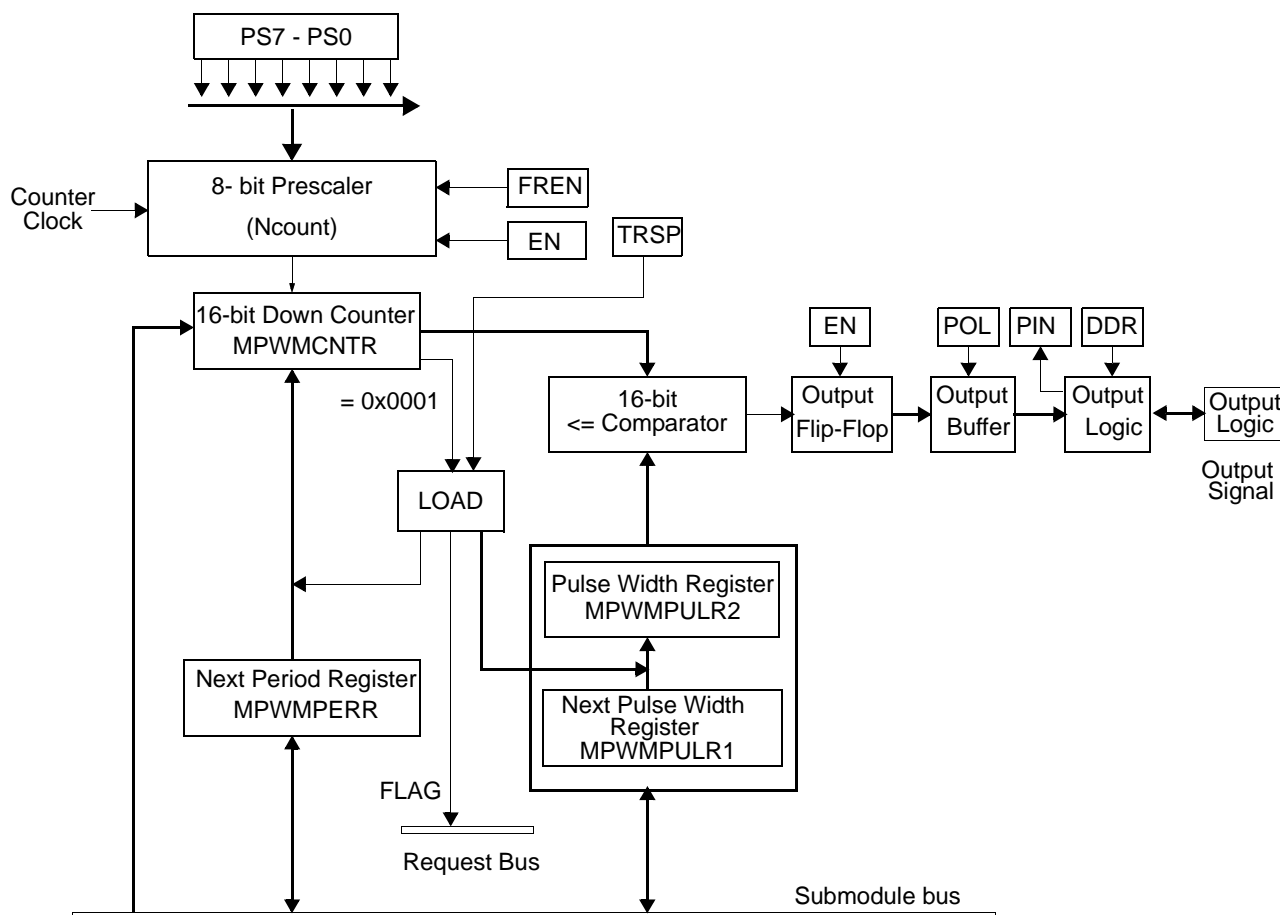 PS7 - PS0
8- bit Prescaler
(Ncount)
Counter
Clock
FREN
EN
TRSP
16-bit Down Counter
MPWMCNTR
= 0x0001
LOAD
16-bit
<= Comparator
EN
Output
Flip-Flop
POL
Output
Buffer
PIN
DDR
Output
Logic
Output
Logic
Output
Signal
Pulse Width Register
MPWMPULR2
Next Pulse Width
Register
MPWMPULR1
Next Period Register
MPWMPERR
FLAG
Request Bus
Submodule bus